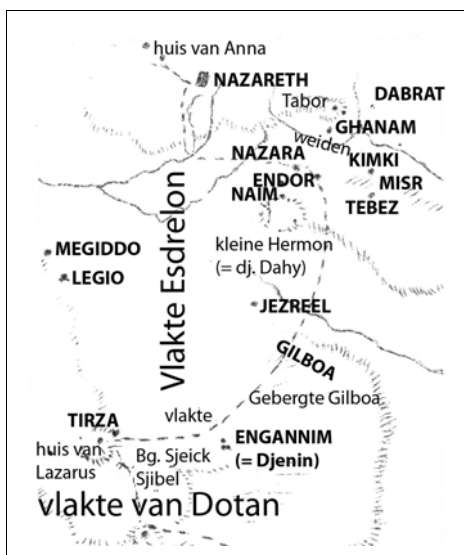 huis van Anna
NAZARETH
Tabor
DABRAT
GHANAM
weiden
NAZARA
KIMKI
ENDOR
MISR
NAIM
TEBEZ
Vlakte Esdrelon
kleine Hermon
(= dj. Dahy)
MEGIDDO
LEGIO
JEZREEL
GILBOA
Gebergte Gilboa
TIRZA
vlakte
huis van
Lazarus
Bg. Sjeick
Sjibel
ENGANNIM
(= Djenin)
vlakte van Dotan